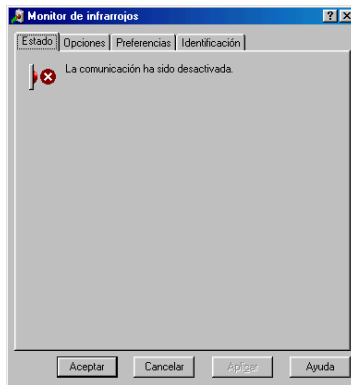 Monitor de infrarrojos
Estado Opciones Preferencias Identificación
La comunicación ha sido desactivada.
Aceptar Cancelar Aplicar Ayuda